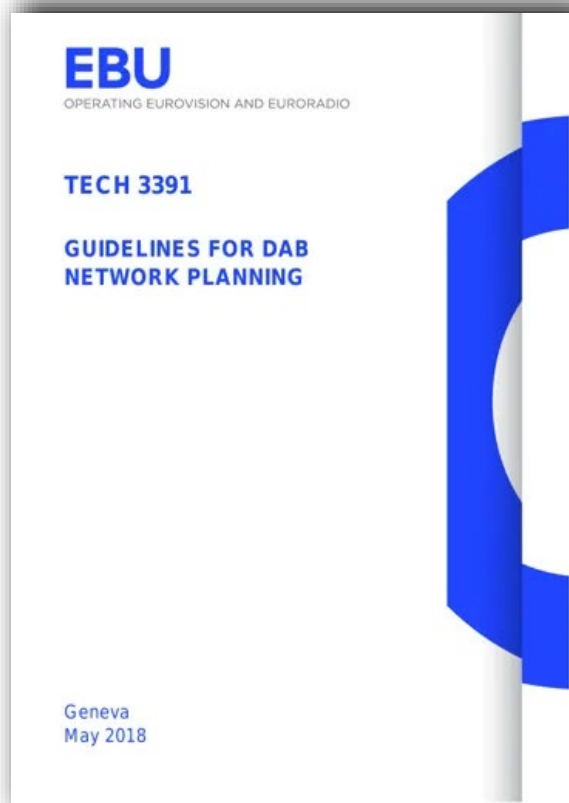 EBU
OPERATING EUROVISION AND EURORADIO
TECH 3391
GUIDELINES FOR DAB
NETWORK PLANNING
Geneva
May 2018